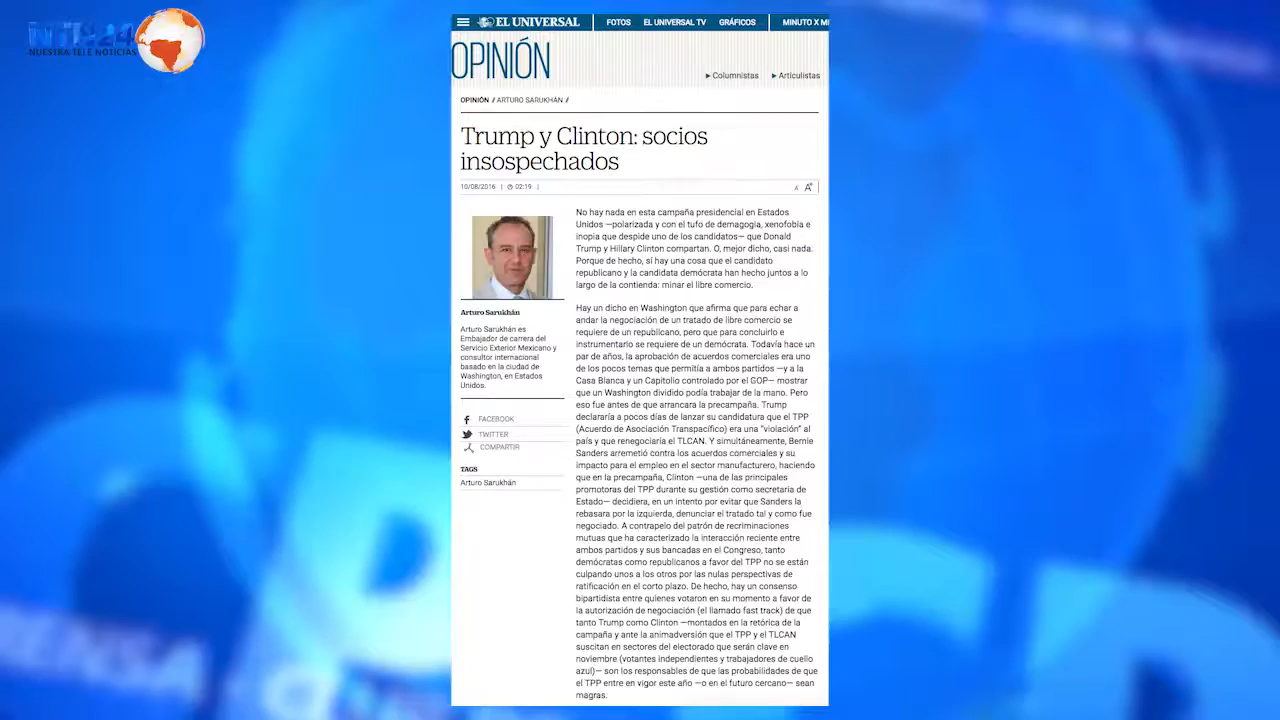 NTN24
NUESTRA TELE NOTICIAS
EL UNIVERSAL
FOTOS
EL UNIVERSAL TV
GRÁFICOS
MINUTO X MI
OPINIÓN
Columnistas
Articulistas
OPINIÓN // ARTURO SARUKHÁN /
Trump y Clinton: socios
insospechados
10/08/2016 | 02:19 |
A A+
No hay nada en esta campaña presidencial en Estados
Unidos —polarizada y con el tufo de demagogia, xenofobia e
inopia que despide uno de los candidatos— que Donald
Trump y Hillary Clinton compartan. O, mejor dicho, casi nada.
Porque de hecho, sí hay una cosa que el candidato
republicano y la candidata demócrata han hecho juntos a lo
largo de la contienda: minar el libre comercio.
Hay un dicho en Washington que afirma que para echar a
andar la negociación de un tratado de libre comercio se
requiere de un republicano, pero que para concluirlo e
instrumentarlo se requiere de un demócrata. Todavía hace un
par de años, la aprobación de acuerdos comerciales era uno
de los pocos temas que permitía a ambos partidos —y a la
Casa Blanca y un Capitolio controlado por el GOP— mostrar
que un Washington dividido podía trabajar de la mano. Pero
eso fue antes de que arrancara la precampaña. Trump
declararía a pocos días de lanzar su candidatura que el TPP
(Acuerdo de Asociación Transpacífico) era una "violación" al
país y que renegociaría el TLCAN. Y simultáneamente, Bernie
Sanders arremetió contra los acuerdos comerciales y su
impacto para el empleo en el sector manufacturero, haciendo
que en la precampaña, Clinton —una de las principales
promotoras del TPP durante su gestión como secretaria de
Estado— decidiera, en un intento por evitar que Sanders la
rebasara por la izquierda, denunciar el tratado tal y como fue
negociado. A contrapelo del patrón de recriminaciones
mutuas que ha caracterizado la interacción reciente entre
ambos partidos y sus bancadas en el Congreso, tanto
demócratas como republicanos a favor del TPP no se están
culpando unos a los otros por las nulas perspectivas de
ratificación en el corto plazo. De hecho, hay un consenso
bipartidista entre quienes votaron en su momento a favor de
la autorización de negociación (el llamado fast track) de que
tanto Trump como Clinton —montados en la retórica de la
campaña y ante la animadversión que el TPP y el TLCAN
suscitan en sectores del electorado que serán clave en
noviembre (votantes independientes y trabajadores de cuello
azul)— son los responsables de que las probabilidades de que
el TPP entre en vigor este año —o en el futuro cercano— sean
magras.
Arturo Sarukhán
Arturo Sarukhán es
Embajador de carrera del
Servicio Exterior Mexicano y
consultor internacional
basado en la ciudad de
Washington, en Estados
Unidos.
FACEBOOK
TWITTER
COMPARTIR
TAGS
Arturo Sarukhán
PRENSA